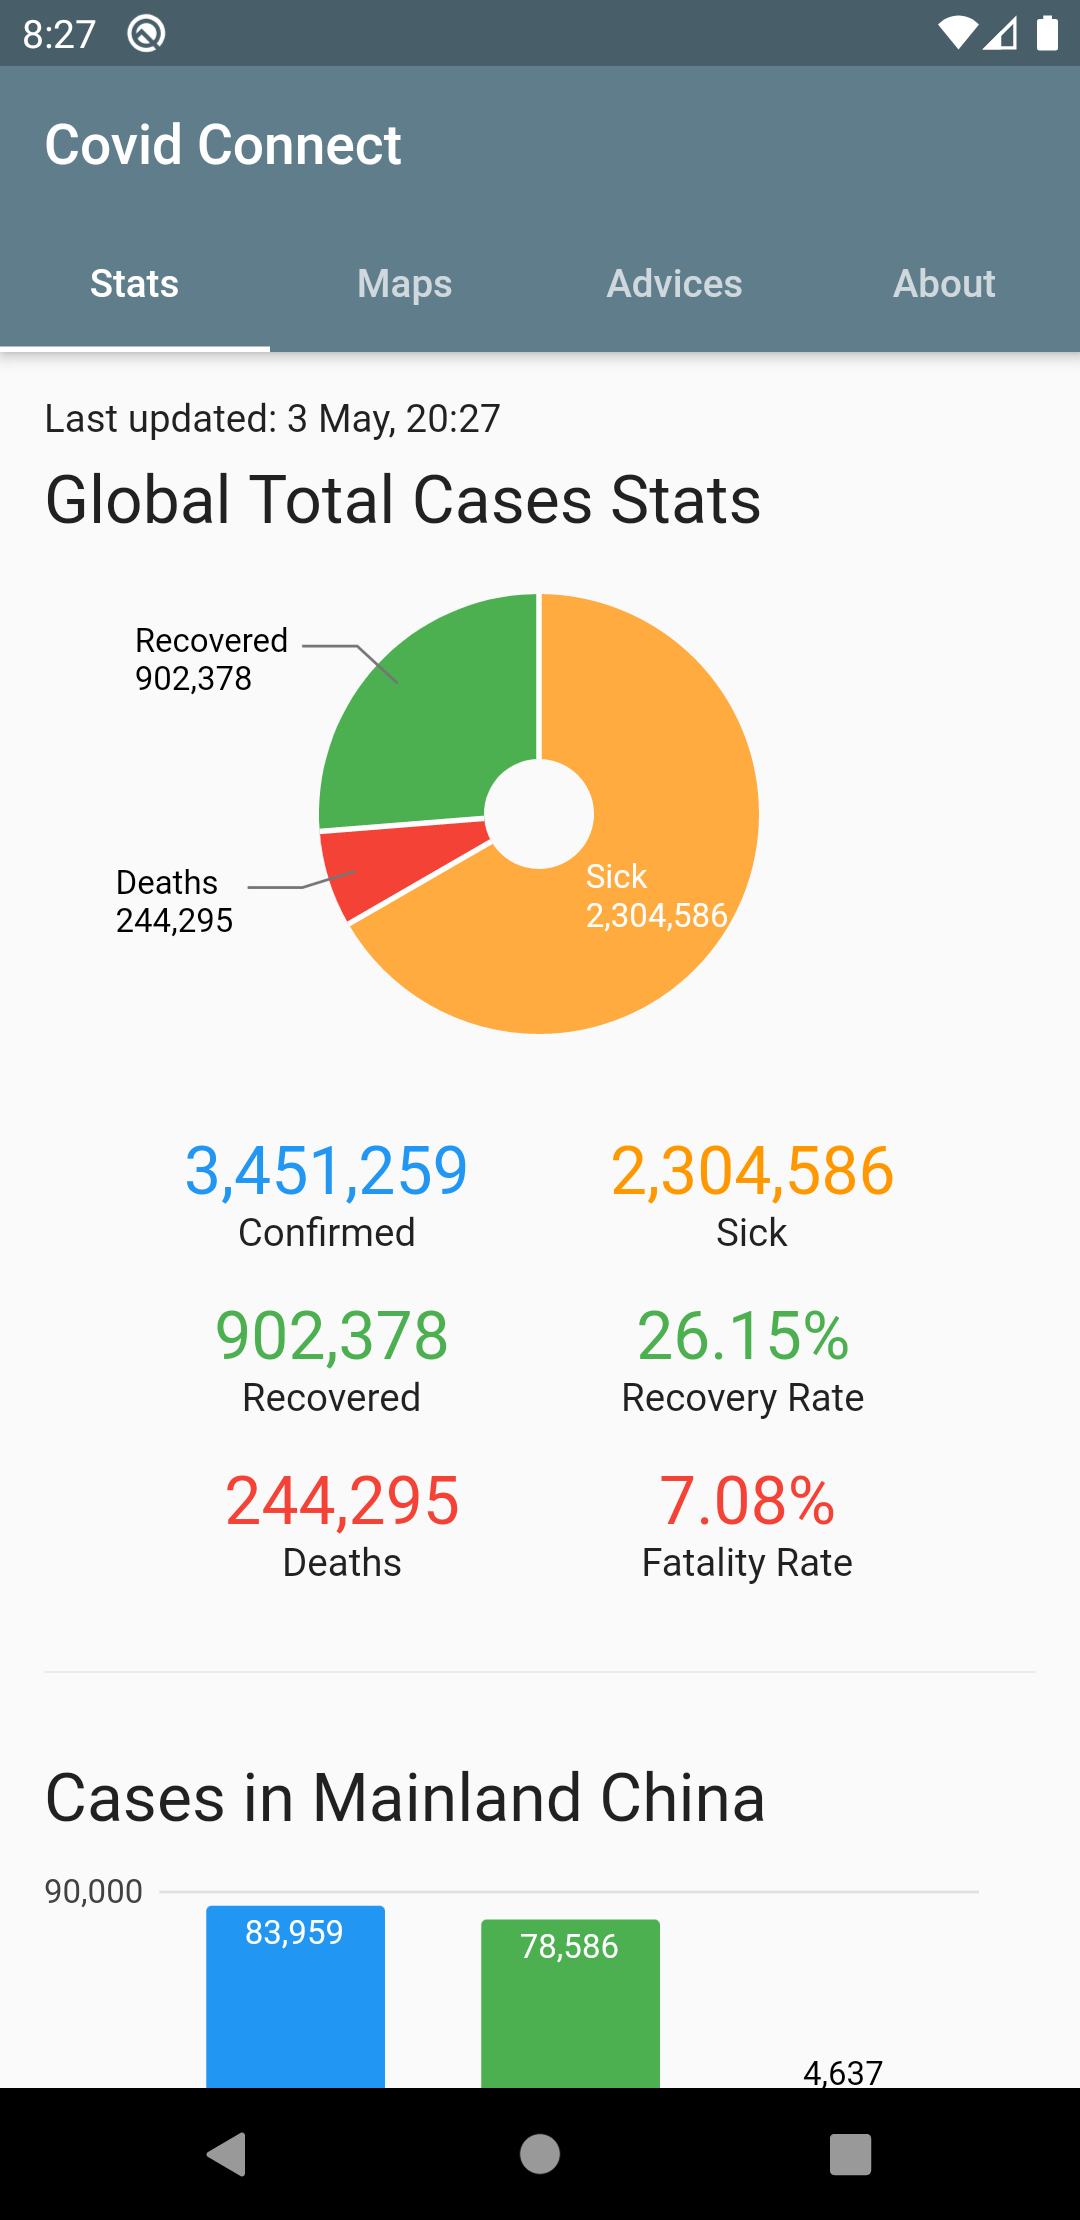 8:27
Covid Connect
Stats Maps Advices About
Last updated: 3 May, 20:27
Global Total Cases Stats
Recovered
902,378
Deaths
244,295
Sick
2,304,586
3,451,259 2,304,586
Confirmed Sick
902,378 26.15%
Recovered Recovery Rate
244,295 7.08%
Deaths Fatality Rate
Cases in Mainland China
90,000
83,959 78,586
4,637